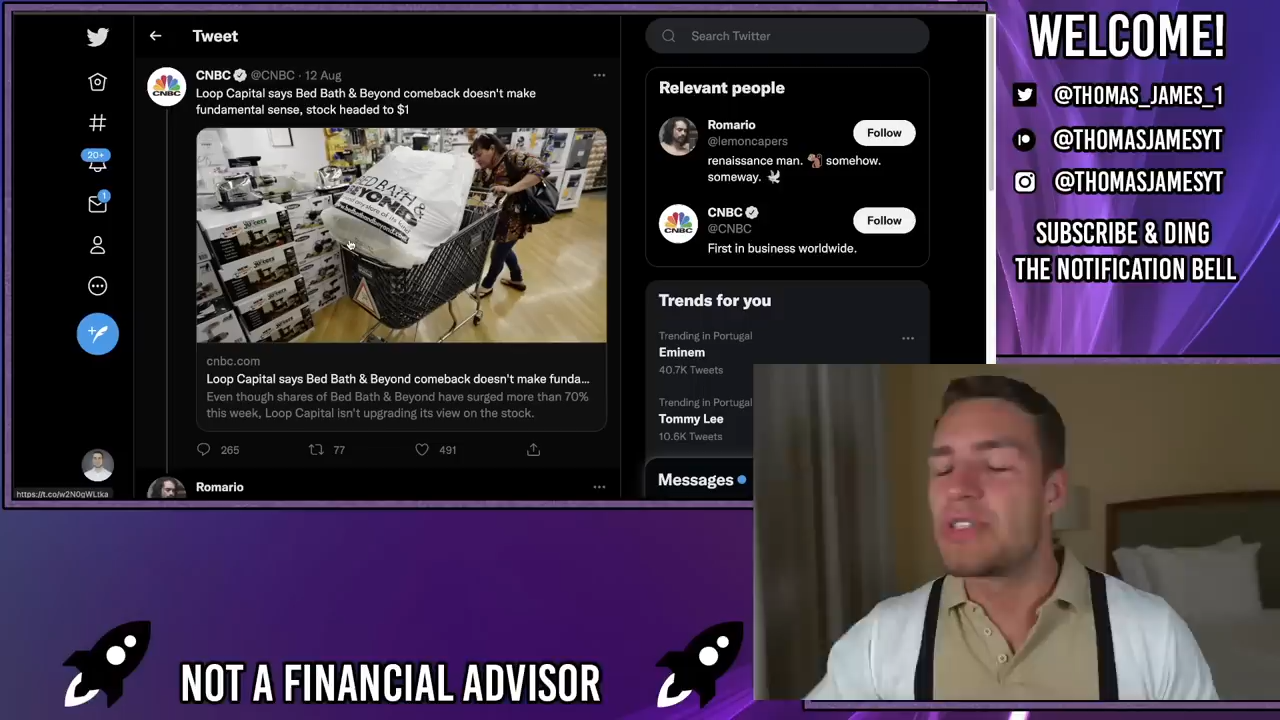 Tweet
CNBC @CNBC · 12 Aug
Loop Capital says Bed Bath & Beyond comeback doesn't make
fundamental sense, stock headed to $1
BED BATH &
BEYOND
cnbc.com
Loop Capital says Bed Bath & Beyond comeback doesn't make funda...
Even though shares of Bed Bath & Beyond have surged more than 70%
this week, Loop Capital isn't upgrading its view on the stock.
265
77
491
Romario
20+
1
https://t.co/w2N0gWLtka
Search Twitter
Relevant people
Romario
@lemoncapers
Follow
renaissance man. 🐿️ somehow.
someway. 🕊️
CNBC
@CNBC
Follow
First in business worldwide.
Trends for you
Trending in Portugal
Eminem
40.7K Tweets
Trending in Portugal
Tommy Lee
10.6K Tweets
Messages
WELCOME!
@THOMAS_JAMES_1
@THOMASJAMESYT
@THOMASJAMESYT
SUBSCRIBE & DING
THE NOTIFICATION BELL
NOT A FINANCIAL ADVISOR